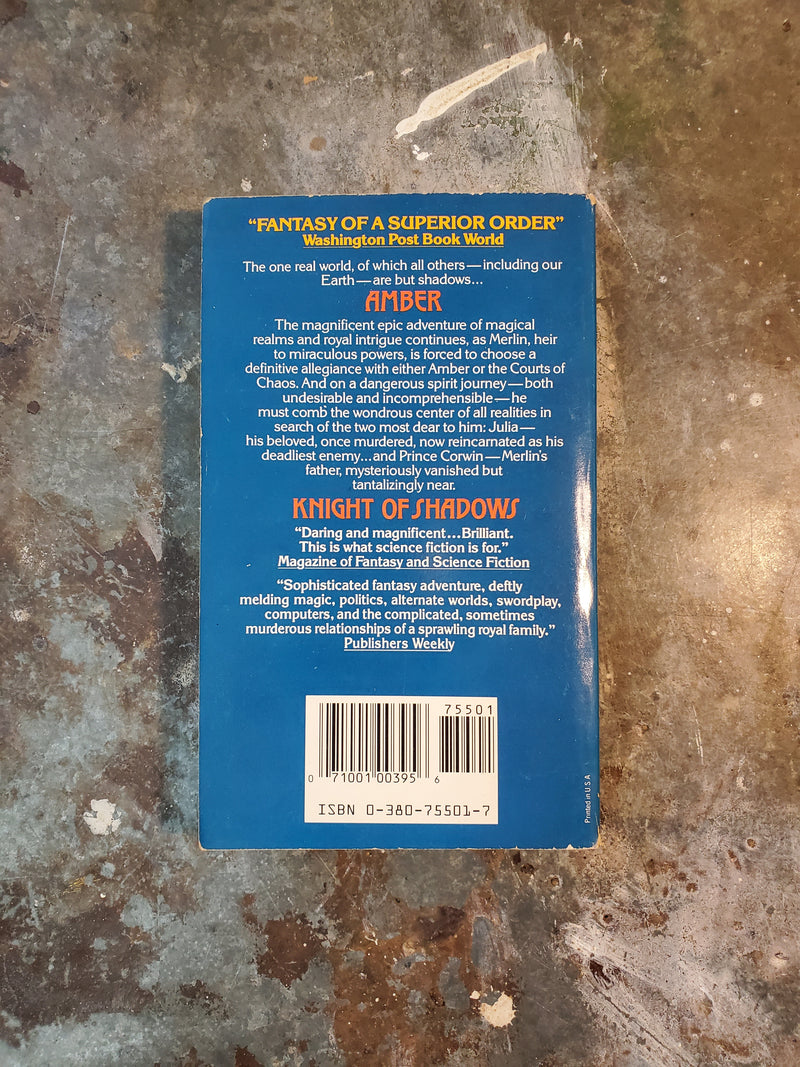 “FANTASY OF A SUPERIOR ORDER”
Washington Post Book World
The one real world, of which all others—including our
Earth—are but shadows...
AMBER
The magnificent epic adventure of magical
realms and royal intrigue continues, as Merlin, heir
to miraculous powers, is forced to choose a
definitive allegiance with either Amber or the Courts of
Chaos. And on a dangerous spirit journey—both
undesirable and incomprehensible—he
must comb the wondrous center of all realities in
search of the two most dear to him: Julia—
his beloved, once murdered, now reincarnated as his
deadliest enemy...and Prince Corwin—Merlin's
father, mysteriously vanished but
tantalizingly near.
KNIGHT OF SHADOWS
“Daring and magnificent...Brilliant.
This is what science fiction is for.”
Magazine of Fantasy and Science Fiction
“Sophisticated fantasy adventure, deftly
melding magic, politics, alternate worlds, swordplay,
computers, and the complicated, sometimes
murderous relationships of a sprawling royal family.”
Publishers Weekly
75501
0 71001 00395 6
ISBN 0-380-75501-7
Printed in U.S.A